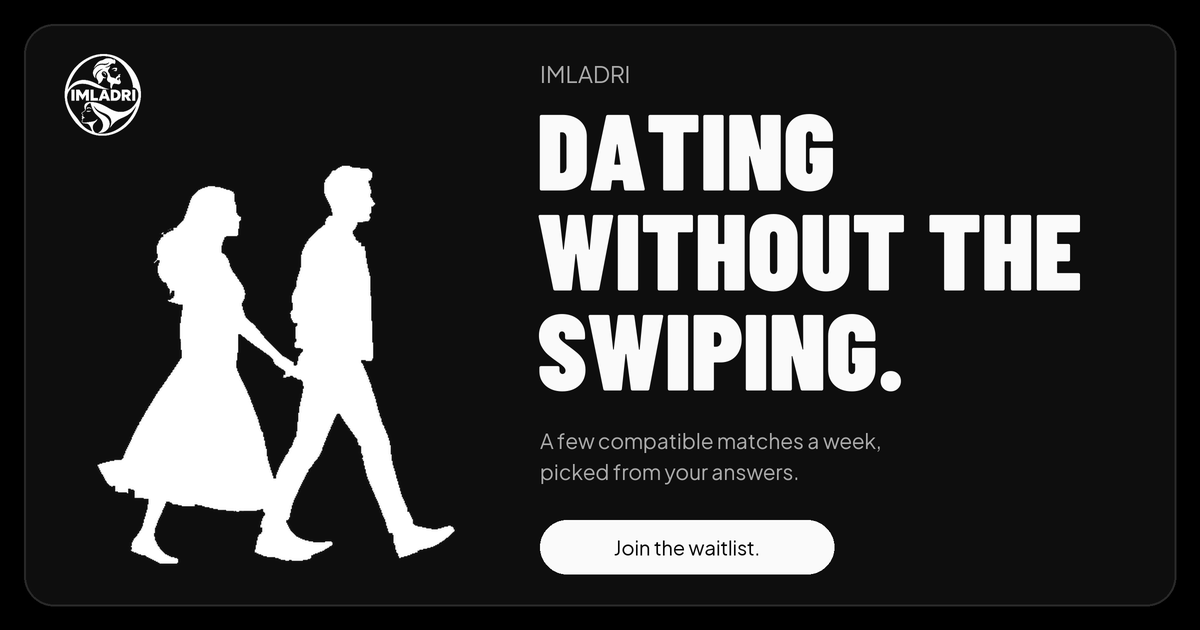 IMLADRI
IMLADRI
DATING
WITHOUT THE
SWIPING.
A few compatible matches a week,
picked from your answers.
Join the waitlist.